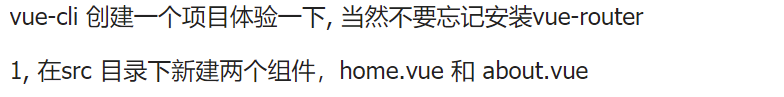 vue-cli 创建一个项目体验一下, 当然不要忘记安装vue-router
1, 在src 目录下新建两个组件，home.vue 和 about.vue